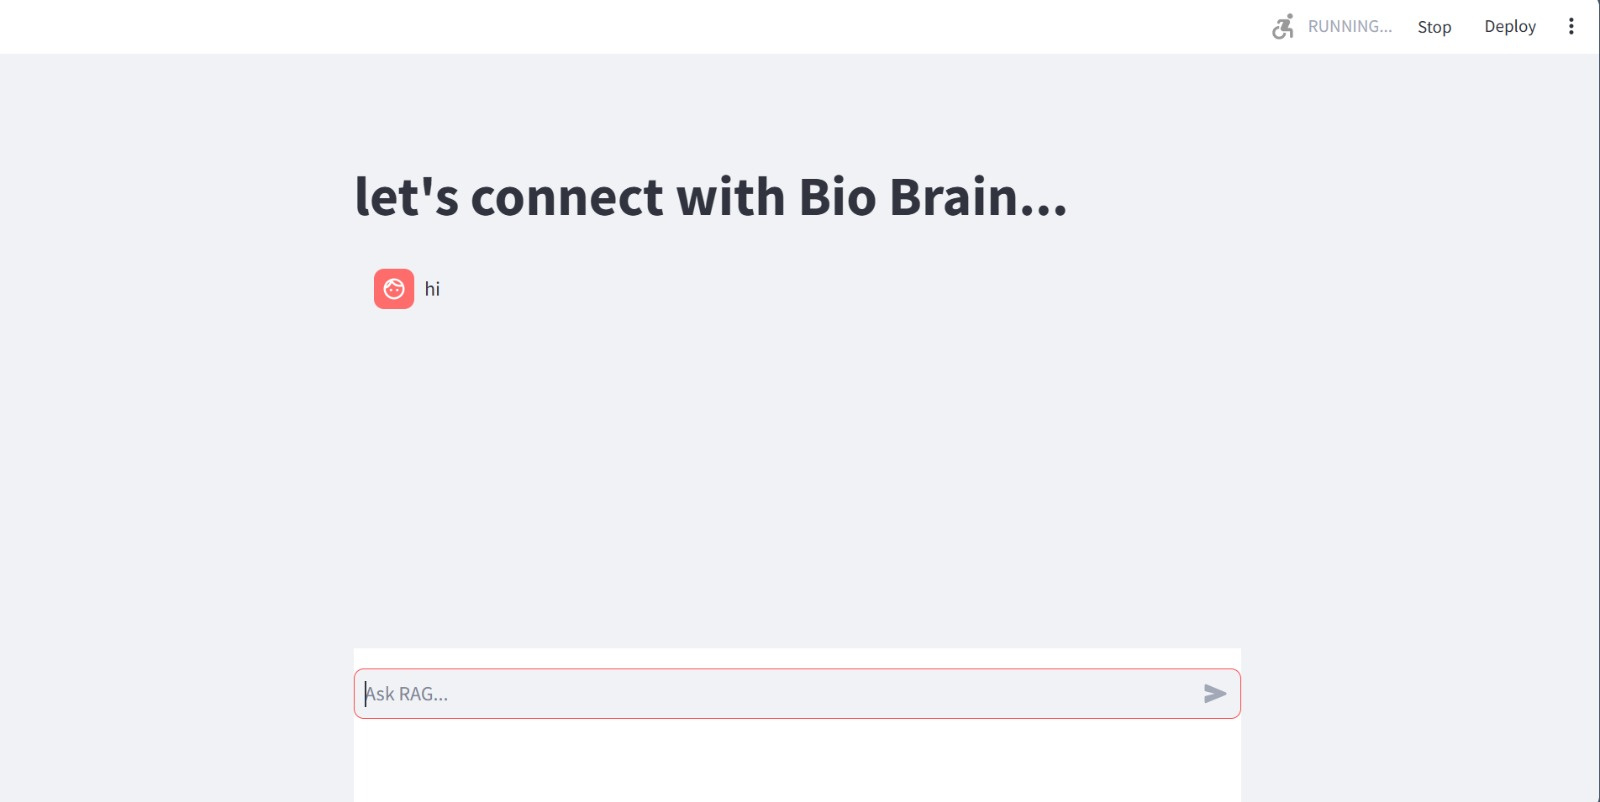 RUNNING... Stop Deploy
let's connect with Bio Brain...
hi
Ask RAG...